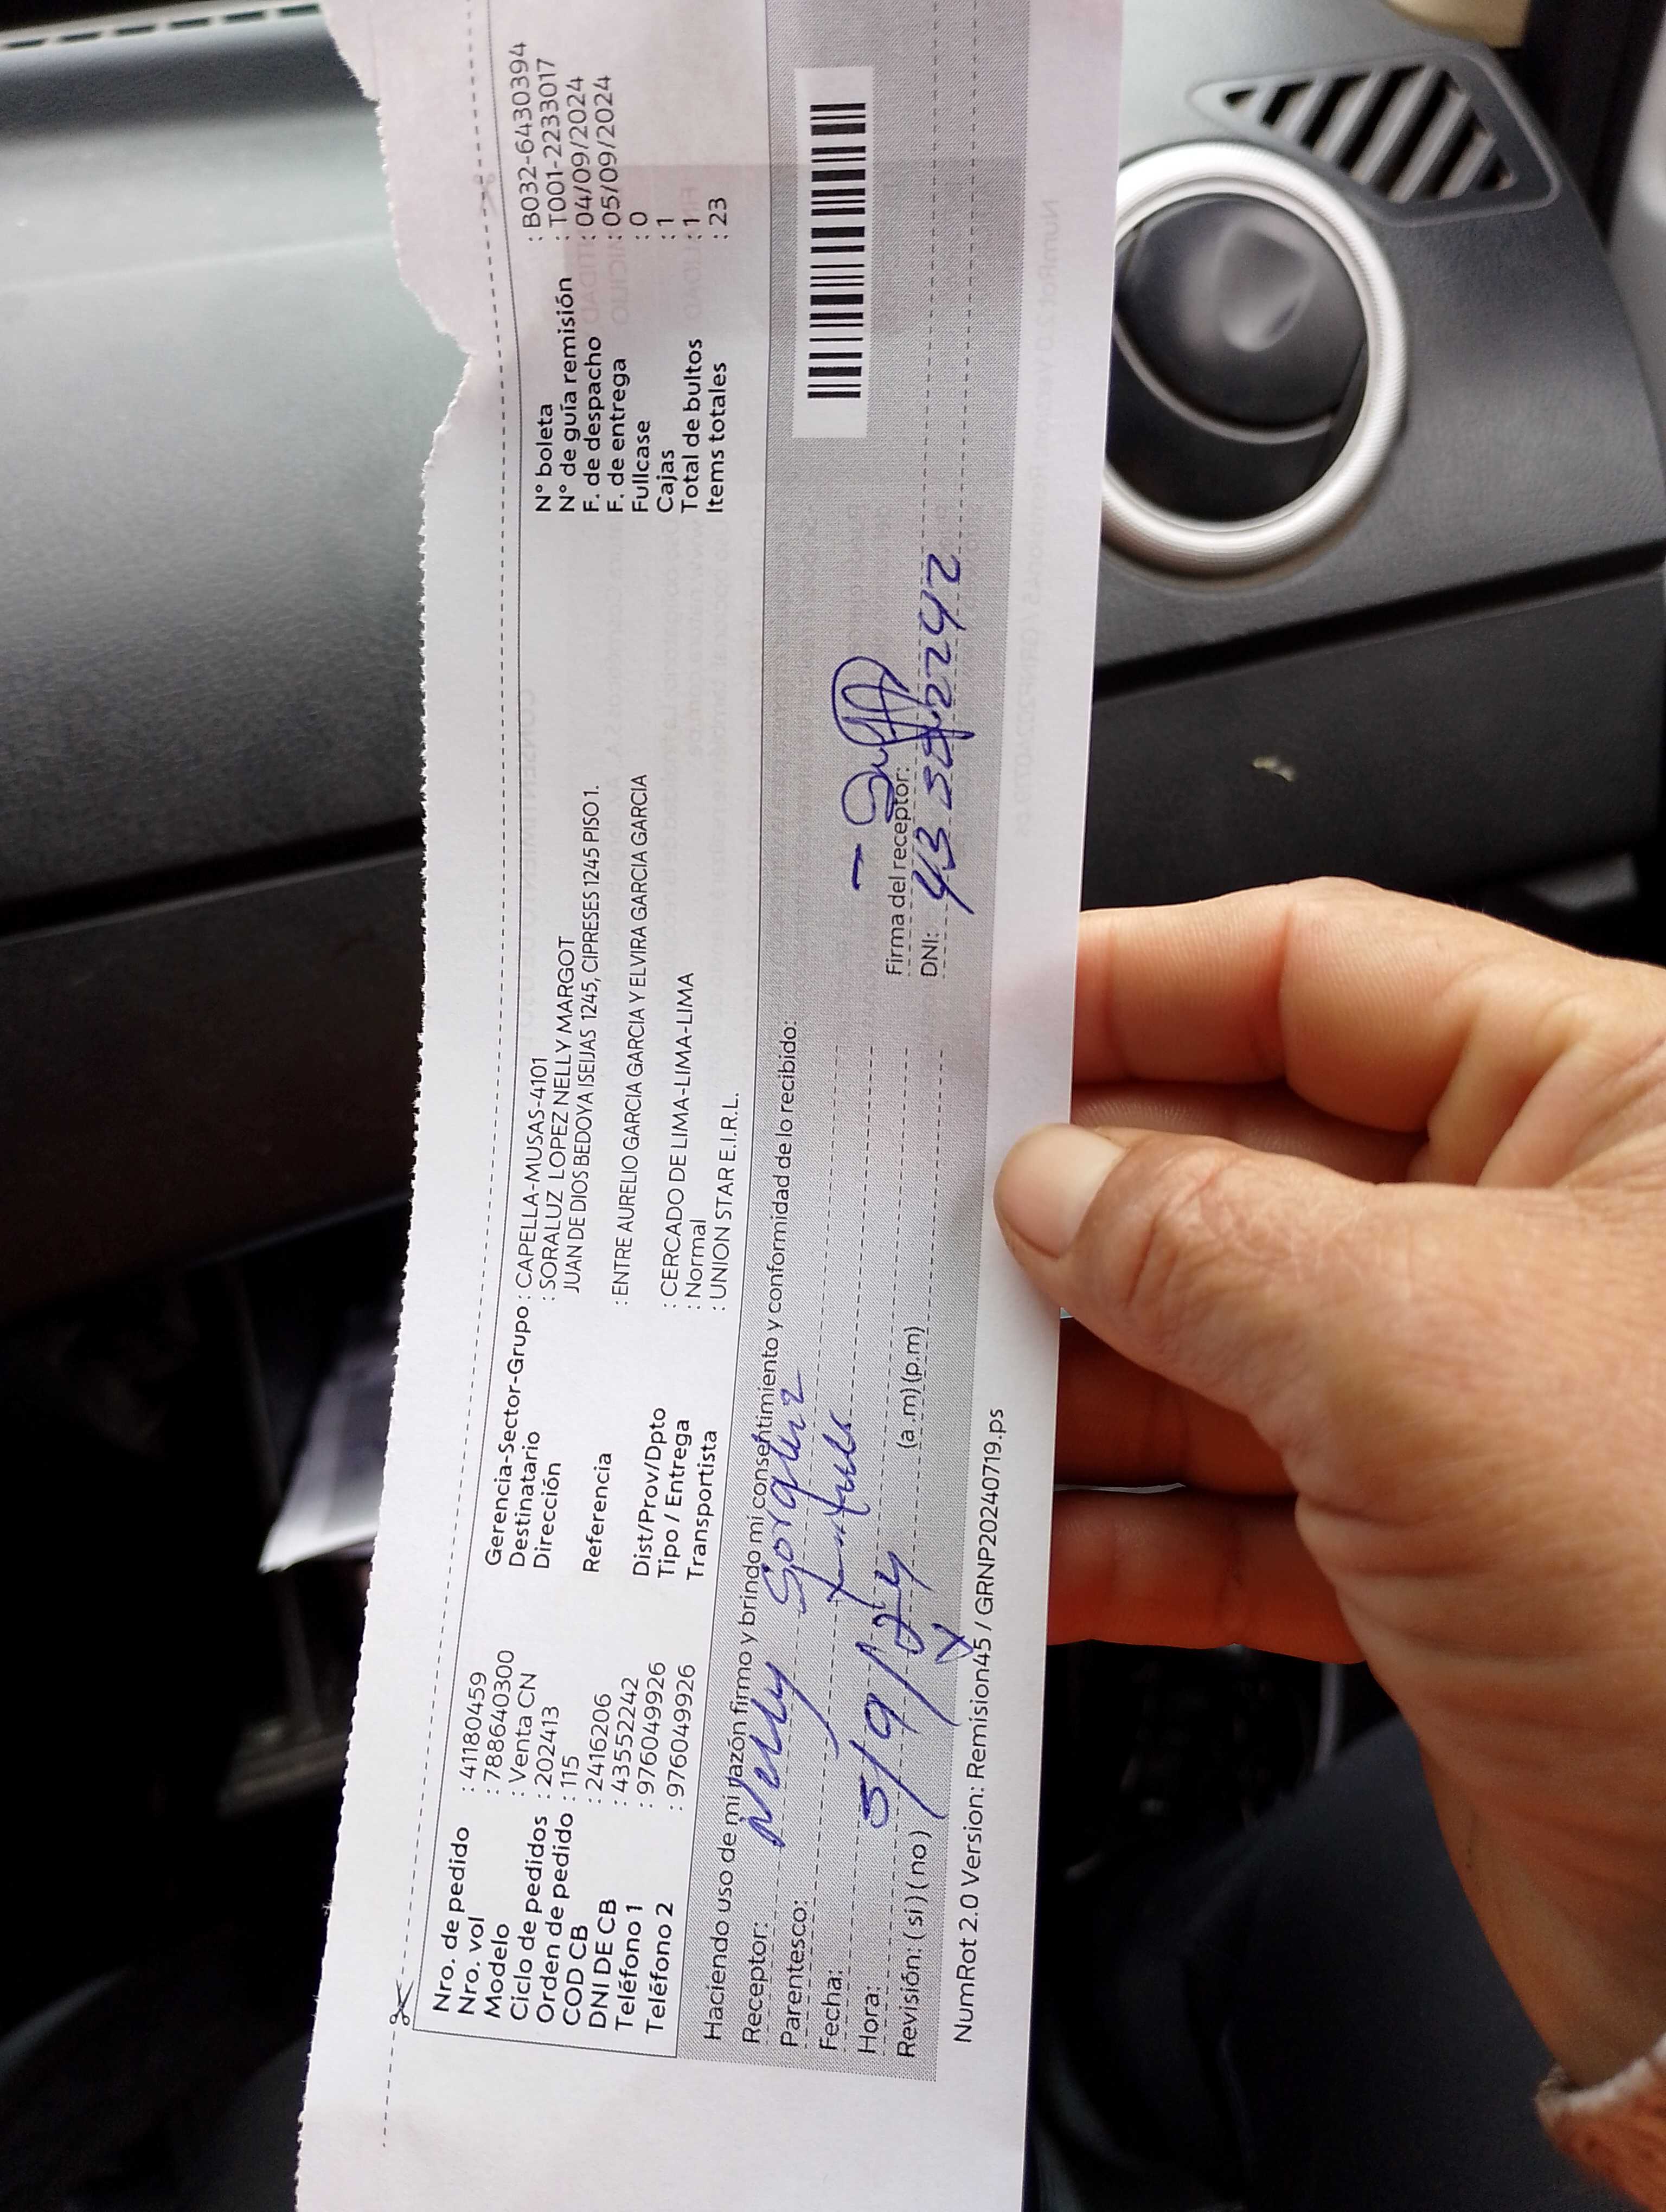 Nro. de pedido : 41180459
Nro. vol : 788640300
Modelo : Venta CN
Ciclo de pedidos : 202413
Orden de pedido : 115
COD CB : 2416206
DNI DE CB : 43552242
Teléfono 1 : 976049926
Teléfono 2 : 976049926
Gerencia-Sector-Grupo : CAPELLA-MUSAS-4101
Destinatario : SORALUZ LOPEZ NELLY MARGOT
Dirección JUAN DE DIOS BEDOYA ISEIJAS 1245, CIPRESES 1245 PISO 1.
Referencia : ENTRE AURELIO GARCIA GARCIA Y ELVIRA GARCIA GARCIA
Dist/Prov/Dpto : CERCADO DE LIMA-LIMA-LIMA
Tipo / Entrega : Normal
Transportista : UNION STAR E.I.R.L.
N° boleta : B032-6430394
N° de guía remisión : T001-2233017
F. de despacho : 04/09/2024
F. de entrega : 05/09/2024
Fullcase : 0
Cajas : 1
Total de bultos : 1
Items totales : 23
Haciendo uso de mi razón firmo y brindo mi consentimiento y conformidad de lo recibido:
Receptor: Nelly Soraluz
Parentesco:
Fecha: 5/9/24
Hora: (a .m) (p.m)
Revisión: ( si ) ( no )
Firma del receptor:
DNI: 43552242
NumRot 2.0 Version: Remision45 / GRNP20240719.ps